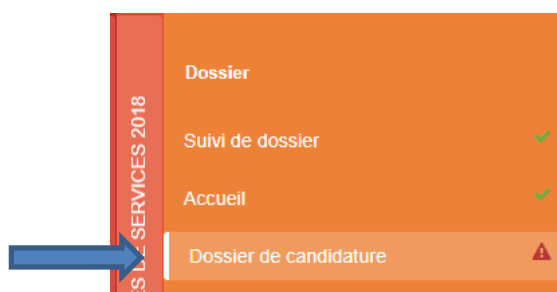 Dossier
Suivi de dossier
Accueil
Dossier de candidature
DE SERVICES 2018